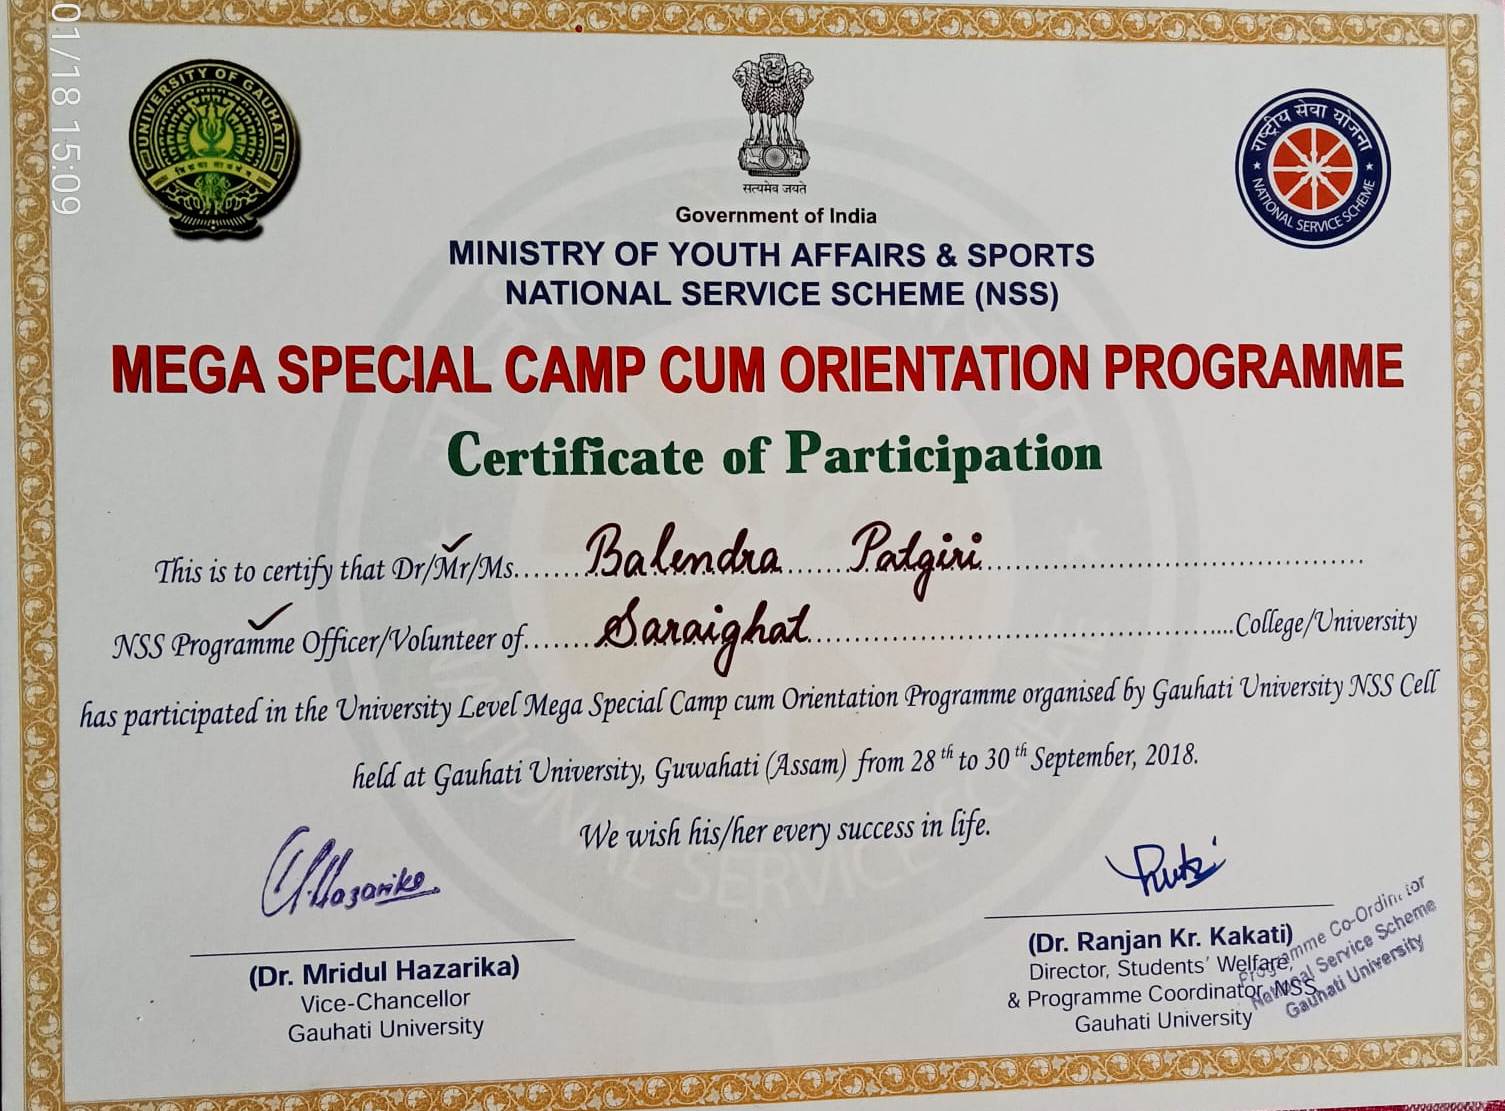 01/18 15:09
UNIVERSITY OF GAUHATI
सत्यमेव जयते
राष्ट्रीय सेवा योजना
NATIONAL SERVICE SCHEME
Government of India
MINISTRY OF YOUTH AFFAIRS & SPORTS
NATIONAL SERVICE SCHEME (NSS)
MEGA SPECIAL CAMP CUM ORIENTATION PROGRAMME
Certificate of Participation
This is to certify that Dr/Mr/Ms....... Balendra Patgiri
NSS Programme Officer/Volunteer of....... Saraighat ....College/University
has participated in the University Level Mega Special Camp cum Orientation Programme organised by Gauhati University NSS Cell
held at Gauhati University, Guwahati (Assam) from 28th to 30th September, 2018.
We wish his/her every success in life.
(Dr. Mridul Hazarika)
Vice-Chancellor
Gauhati University
(Dr. Ranjan Kr. Kakati)
Director, Students' Welfare,
& Programme Coordinator, NSS
Gauhati University
Programme Co-Ordinator
National Service Scheme
Gauhati University